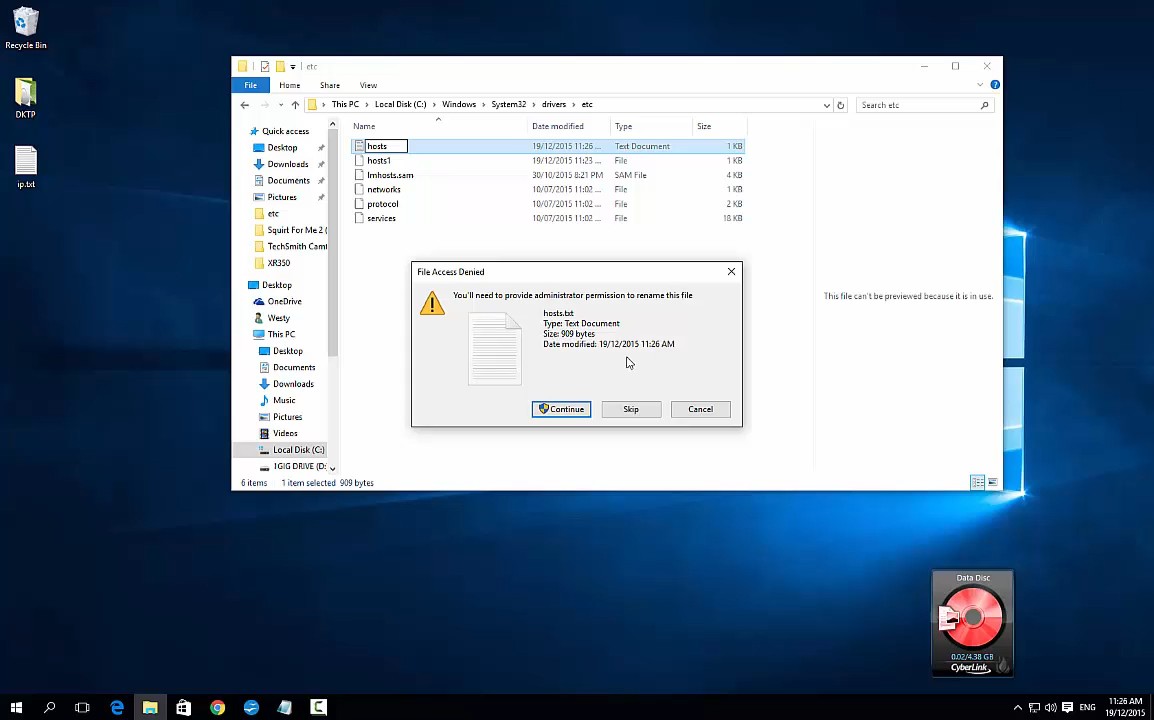 Recycle Bin
DKTP
ip.txt
etc
File
Home
Share
View
This PC
Local Disk (C:)
Windows
System32
drivers
etc
Search etc
Quick access
Desktop
Downloads
Documents
Pictures
etc
Squirt For Me 2 (
TechSmith Camt
XR350
Desktop
OneDrive
Westy
This PC
Desktop
Documents
Downloads
Music
Pictures
Videos
Local Disk (C:)
1GIG DRIVE (D:
Name
Date modified
Type
Size
hosts
19/12/2015 11:26 ...
Text Document
1 KB
hosts1
19/12/2015 11:23 ...
File
1 KB
lmhosts.sam
30/10/2015 8:21 PM
SAM File
4 KB
networks
10/07/2015 11:02 ...
File
1 KB
protocol
10/07/2015 11:02 ...
File
2 KB
services
10/07/2015 11:02 ...
File
18 KB
This file can't be previewed because it is in use.
File Access Denied
You'll need to provide administrator permission to rename this file
hosts.txt
Type: Text Document
Size: 909 bytes
Date modified: 19/12/2015 11:26 AM
Continue
Skip
Cancel
6 items
1 item selected 909 bytes
Data Disc
0.02/4.38 GB
CyberLink
ENG
11:26 AM
19/12/2015